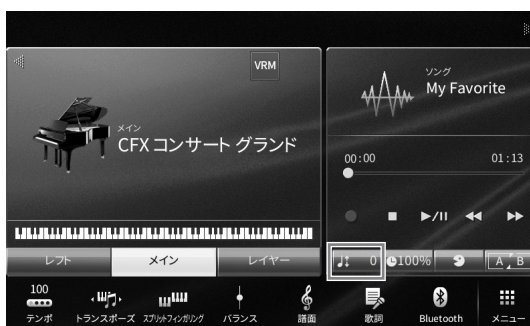 VRM
メイン
CFXコンサート グランド
ソング
My Favorite
00:00
01:13
レフト
メイン
レイヤー
0
100%
A B
100
テンポ
トランスポーズ
スプリットフィンガリング
バランス
譜面
歌詞
Bluetooth
メニュー